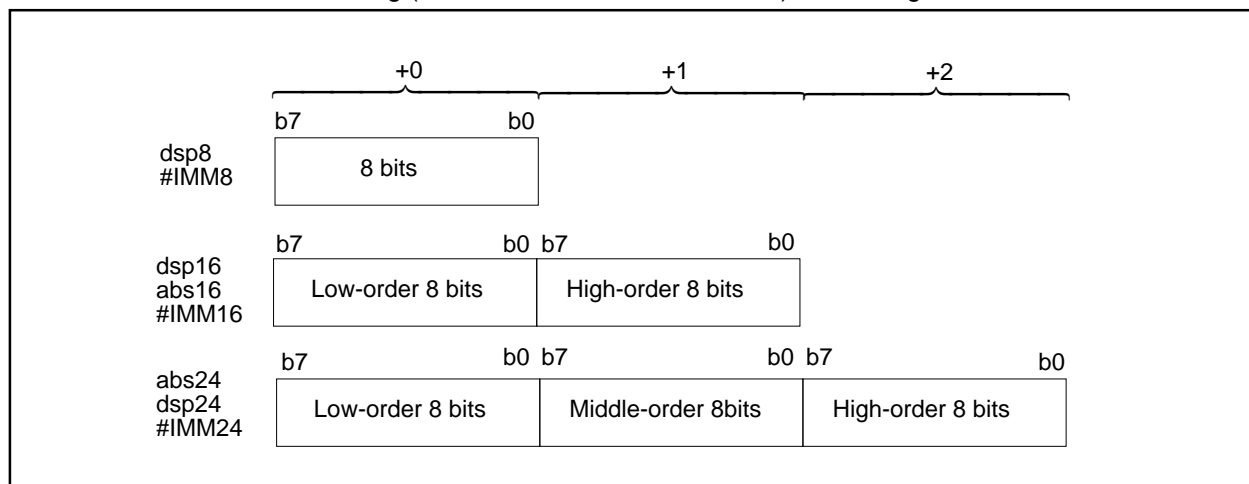 +0 +1 +2
b7 b0
dsp8
#IMM8
8 bits
b7 b0 b7 b0
dsp16
abs16
#IMM16
Low-order 8 bits High-order 8 bits
b7 b0 b7 b0 b7 b0
abs24
dsp24
#IMM24
Low-order 8 bits Middle-order 8bits High-order 8 bits